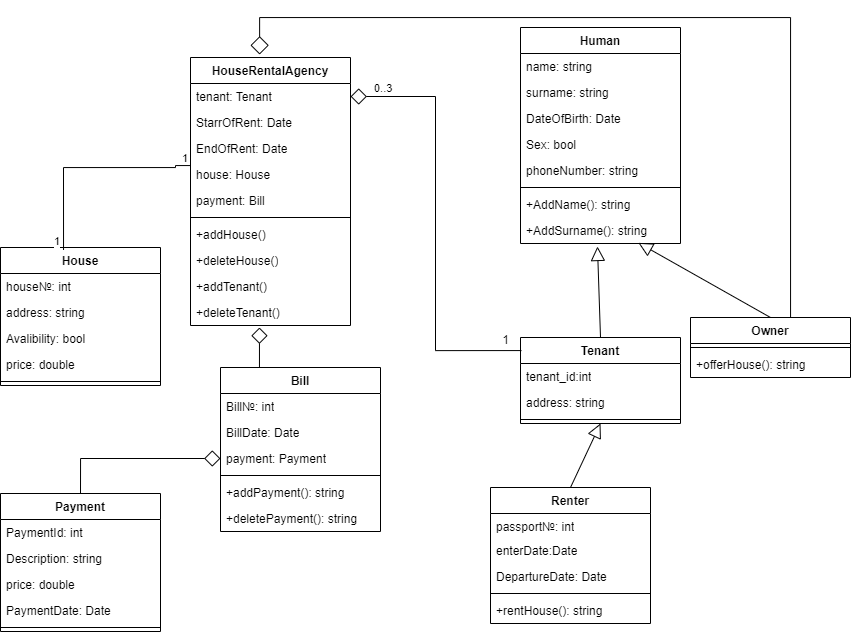 HouseRentalAgency
tenant: Tenant
StarrOfRent: Date
EndOfRent: Date
house: House
payment: Bill
+addHouse()
+deleteHouse()
+addTenant()
+deleteTenant()
0..3
1
1
Human
name: string
surname: string
DateOfBirth: Date
Sex: bool
phoneNumber: string
+AddName(): string
+AddSurname(): string
House
house№: int
address: string
Avalibility: bool
price: double
Owner
+offerHouse(): string
1
Tenant
tenant_id:int
address: string
Bill
Bill№: int
BillDate: Date
payment: Payment
+addPayment(): string
+deletePayment(): string
Payment
PaymentId: int
Description: string
price: double
PaymentDate: Date
Renter
passport№: int
enterDate:Date
DepartureDate: Date
+rentHouse(): string